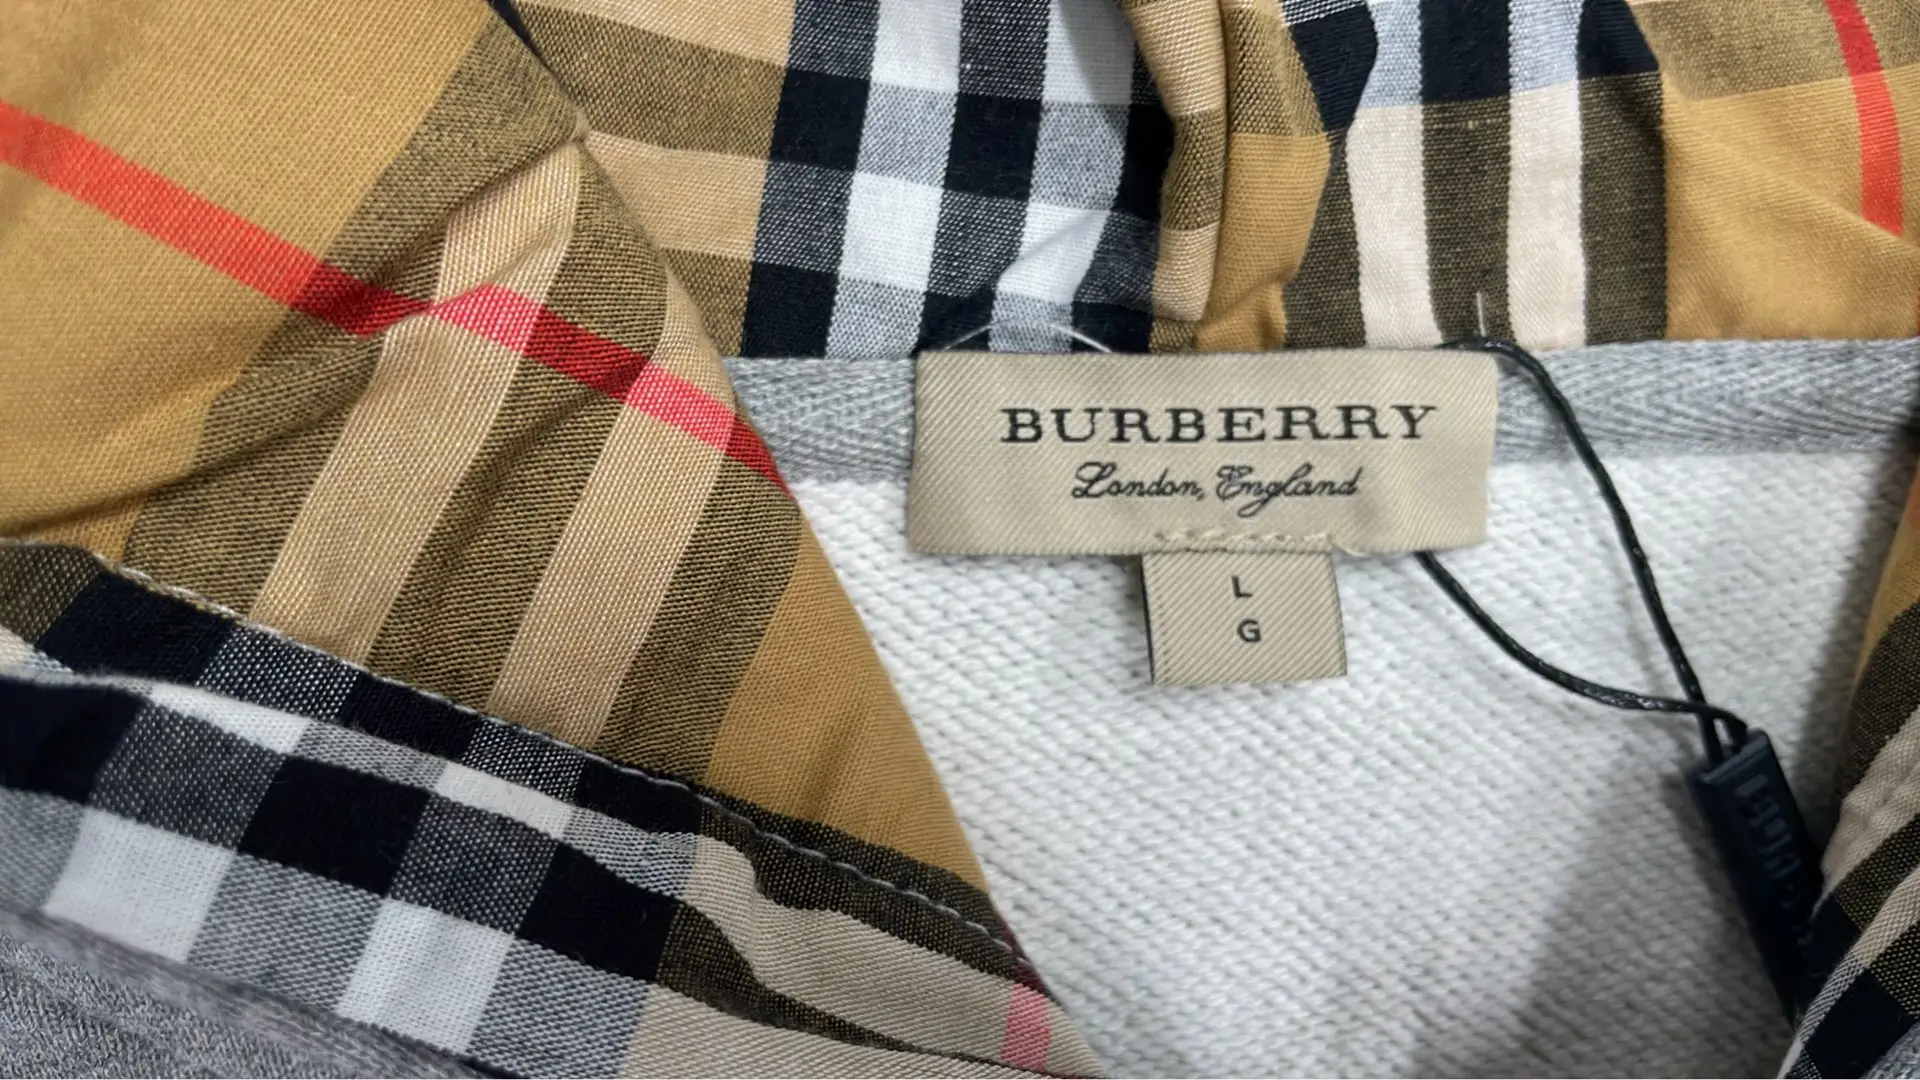 BURBERRY
London, England
L
G